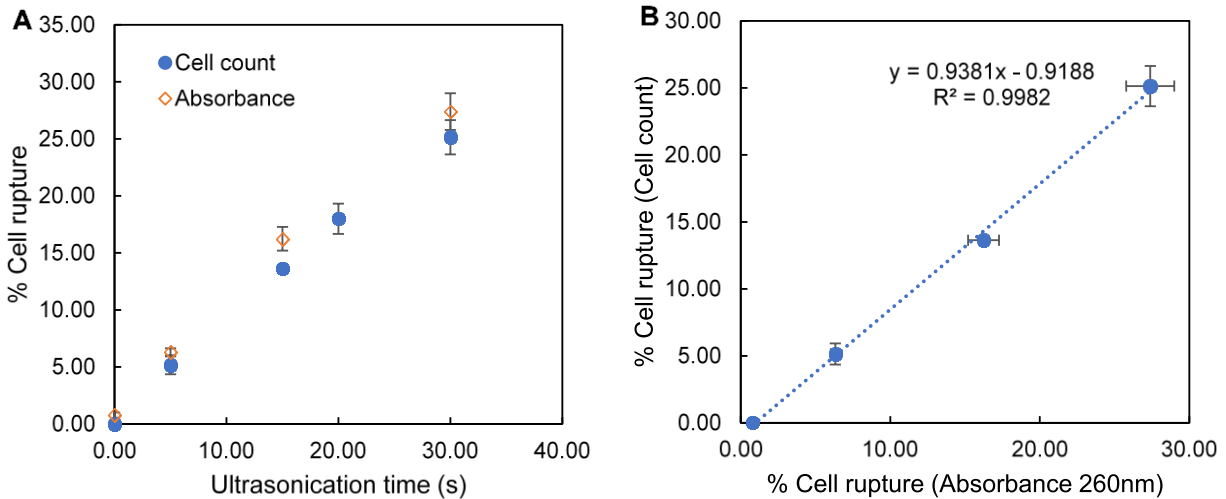 A
35.00
30.00
25.00
20.00
15.00
10.00
5.00
0.00
% Cell rupture
Cell count
Absorbance
0.00 10.00 20.00 30.00 40.00
Ultrasonication time (s)
B
30.00
25.00
20.00
15.00
10.00
5.00
0.00
% Cell rupture (Cell count)
y = 0.9381x - 0.9188
R² = 0.9982
0.00 10.00 20.00 30.00
% Cell rupture (Absorbance 260nm)